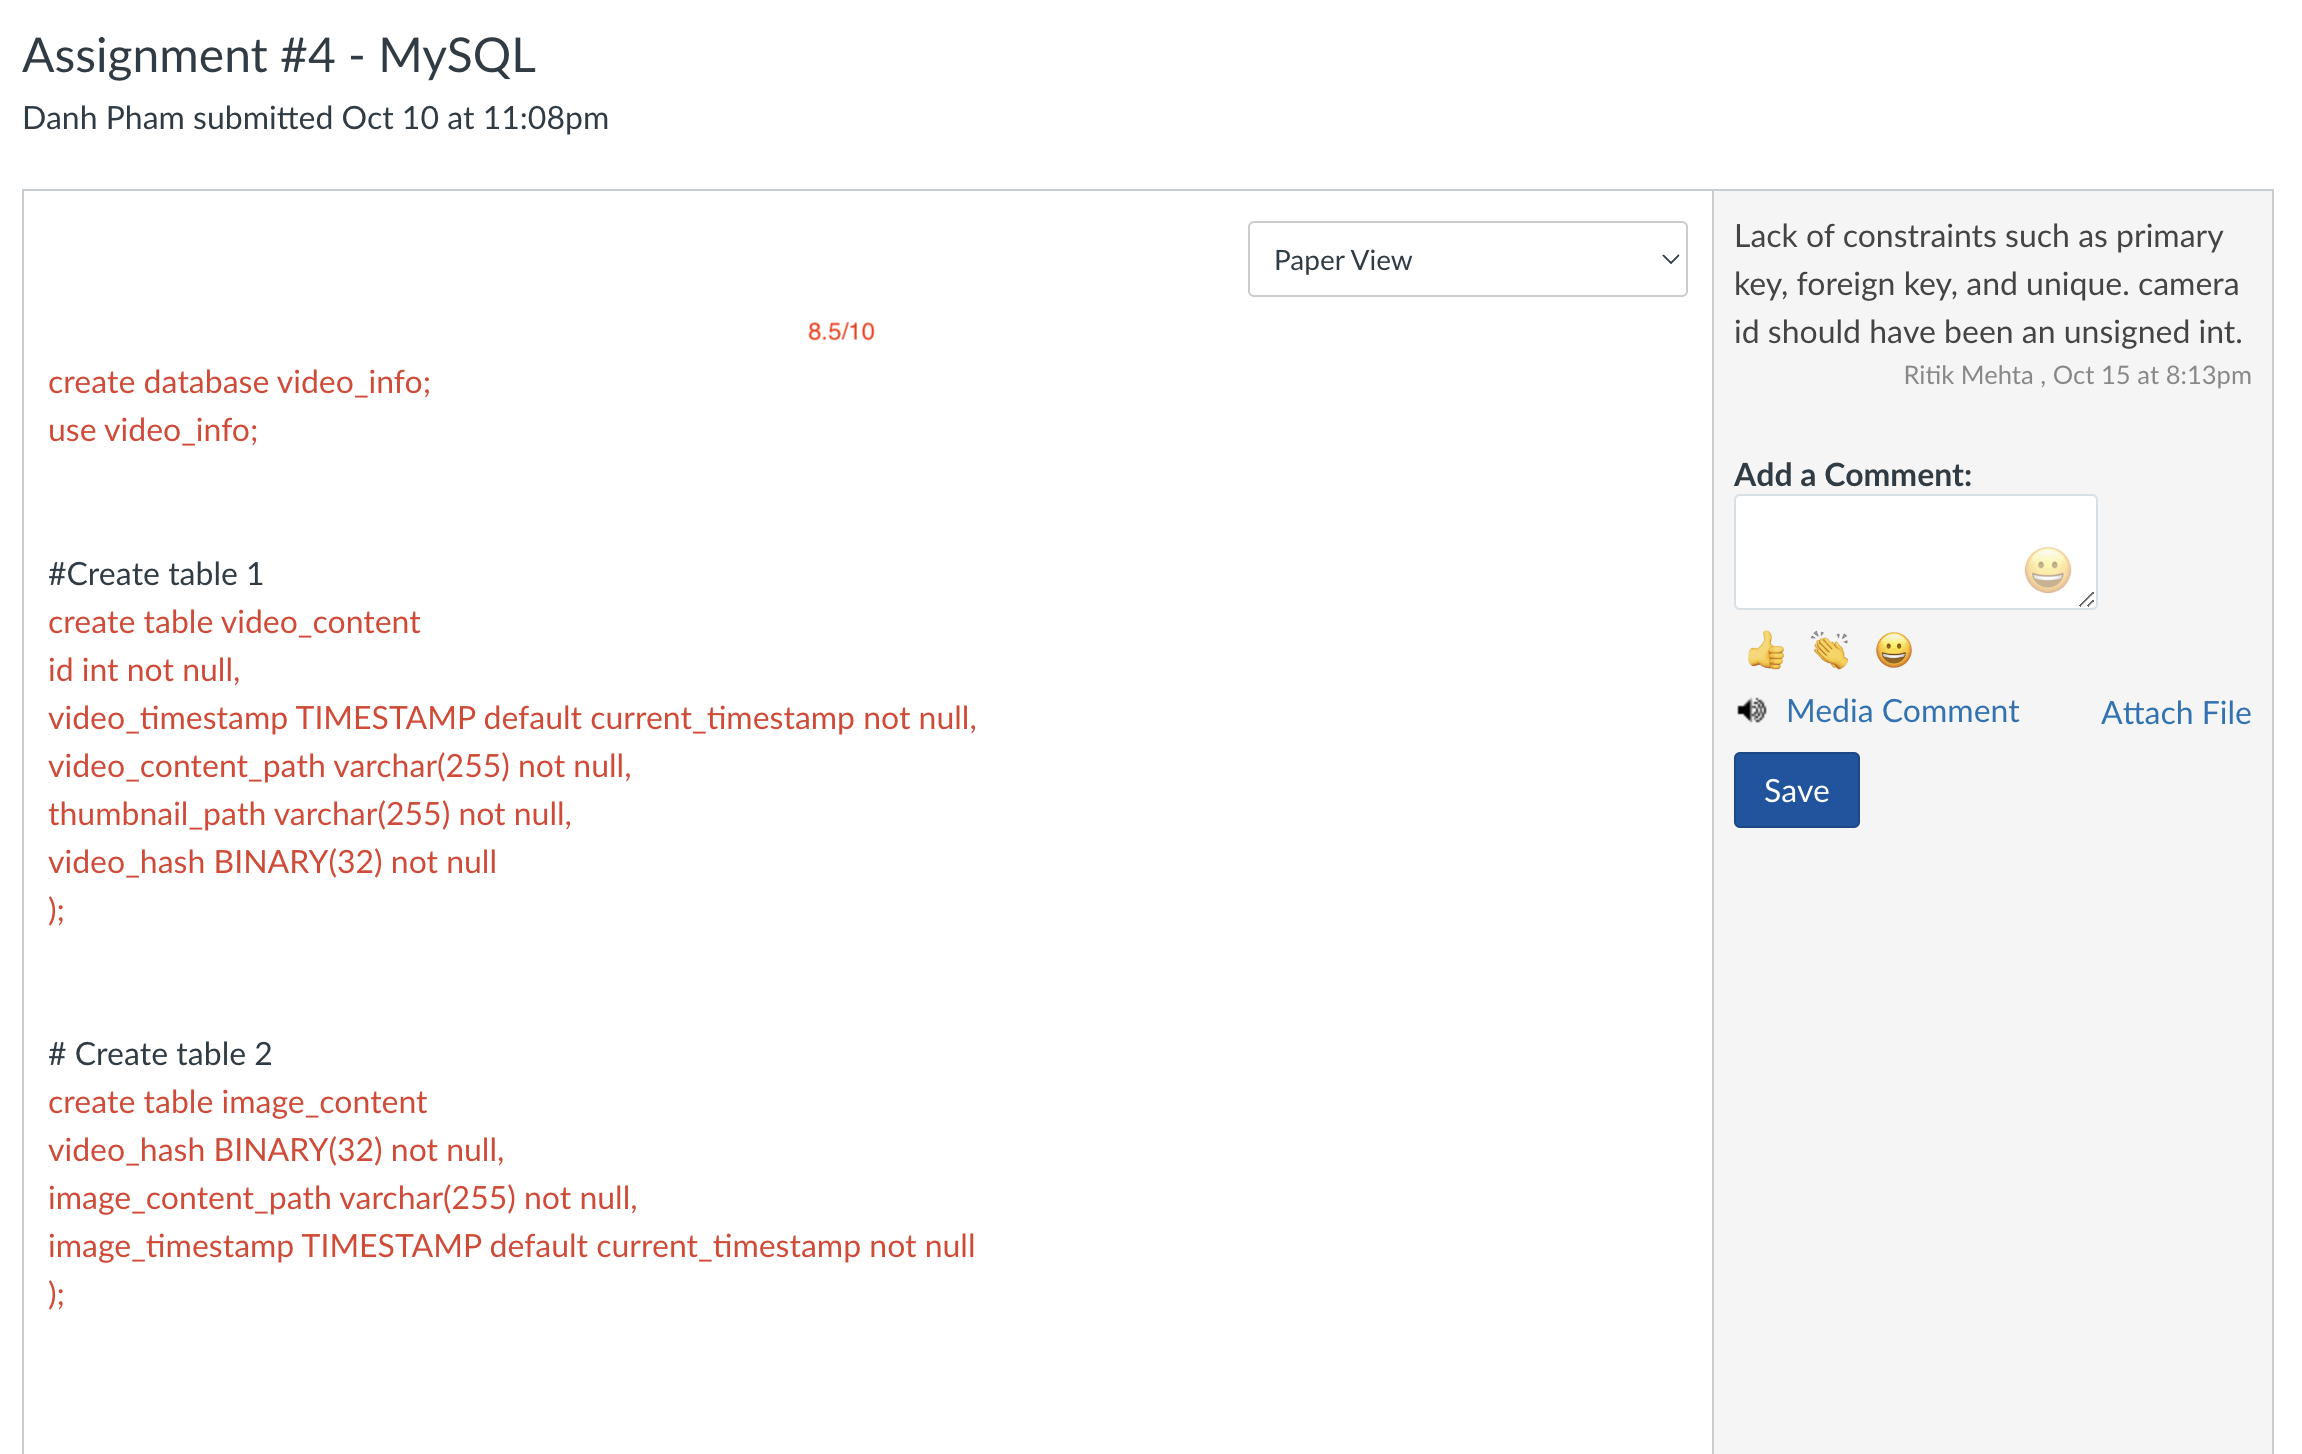 Assignment #4 - MySQL
Danh Pham submitted Oct 10 at 11:08pm
Paper View
8.5/10
create database video_info;
use video_info;
#Create table 1
create table video_content
id int not null,
video_timestamp TIMESTAMP default current_timestamp not null,
video_content_path varchar(255) not null,
thumbnail_path varchar(255) not null,
video_hash BINARY(32) not null
);
# Create table 2
create table image_content
video_hash BINARY(32) not null,
image_content_path varchar(255) not null,
image_timestamp TIMESTAMP default current_timestamp not null
);
Lack of constraints such as primary
key, foreign key, and unique. camera
id should have been an unsigned int.
Ritik Mehta , Oct 15 at 8:13pm
Add a Comment:
Media Comment
Attach File
Save